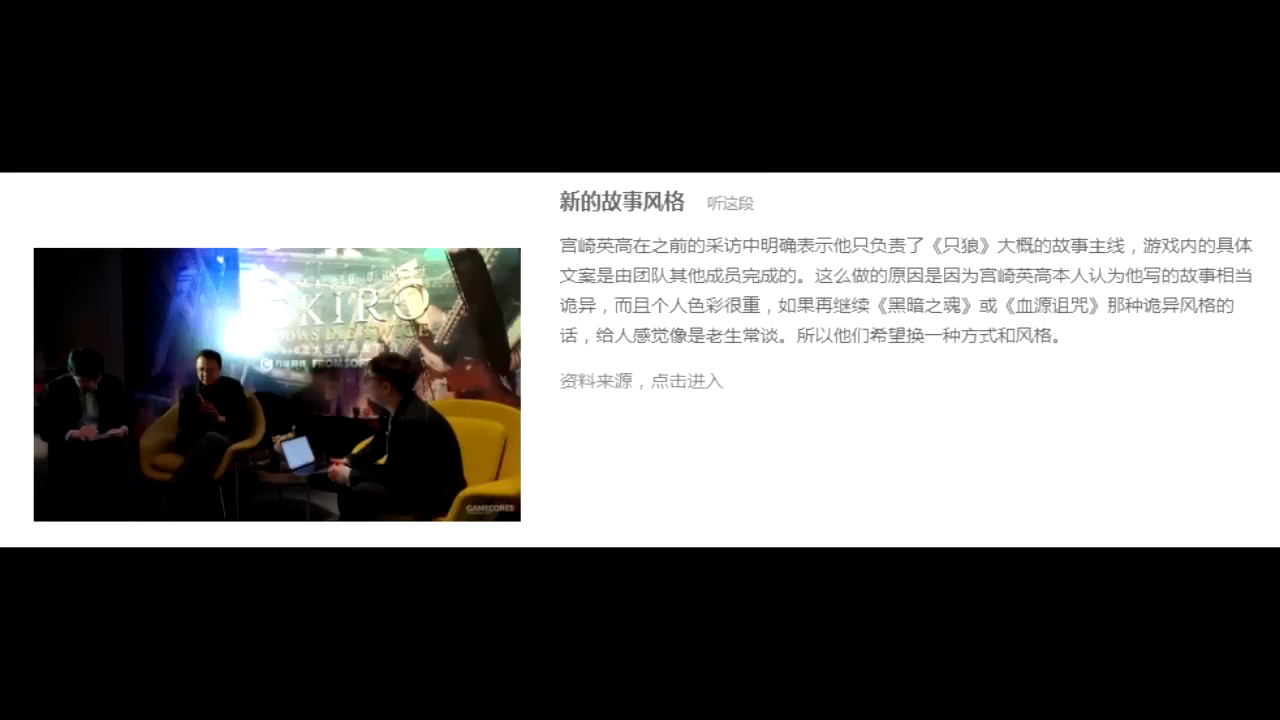 新的故事风格 听这段
宫崎英高在之前的采访中明确表示他只负责了《只狼》大概的故事主线，游戏内的具体
文案是由团队其他成员完成的。这么做的原因是因为宫崎英高本人认为他写的故事相当
诡异，而且个人色彩很重，如果再继续《黑暗之魂》或《血源诅咒》那种诡异风格的
话，给人感觉像是老生常谈。所以他们希望换一种方式和风格。
资料来源，点击进入
KIRO
FROMSOF
GAMECORES